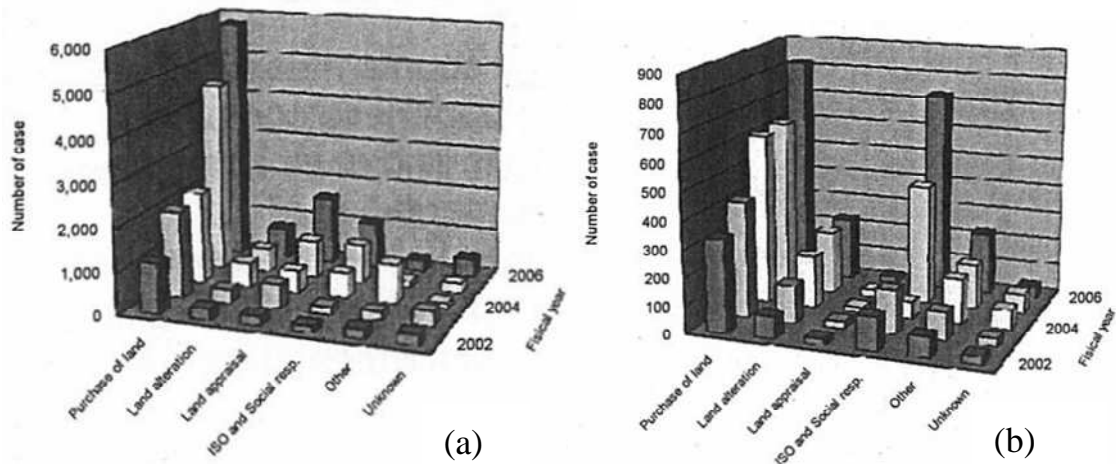 6,000
5,000
4,000
3,000
2,000
1,000
0
Number of case
Purchase of land
Land alteration
Land appraisal
ISO and Social resp.
Other
Unknown
2002
2004
2006
Fisical year
(a)
900
800
700
600
500
400
300
200
100
0
Number of case
Purchase of land
Land alteration
Land appraisal
ISO and Social resp.
Other
Unknown
2002
2004
2006
Fisical year
(b)